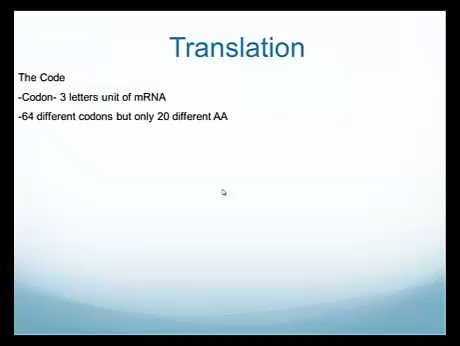 Translation
The Code
-Codon- 3 letters unit of mRNA
-64 different codons but only 20 different AA